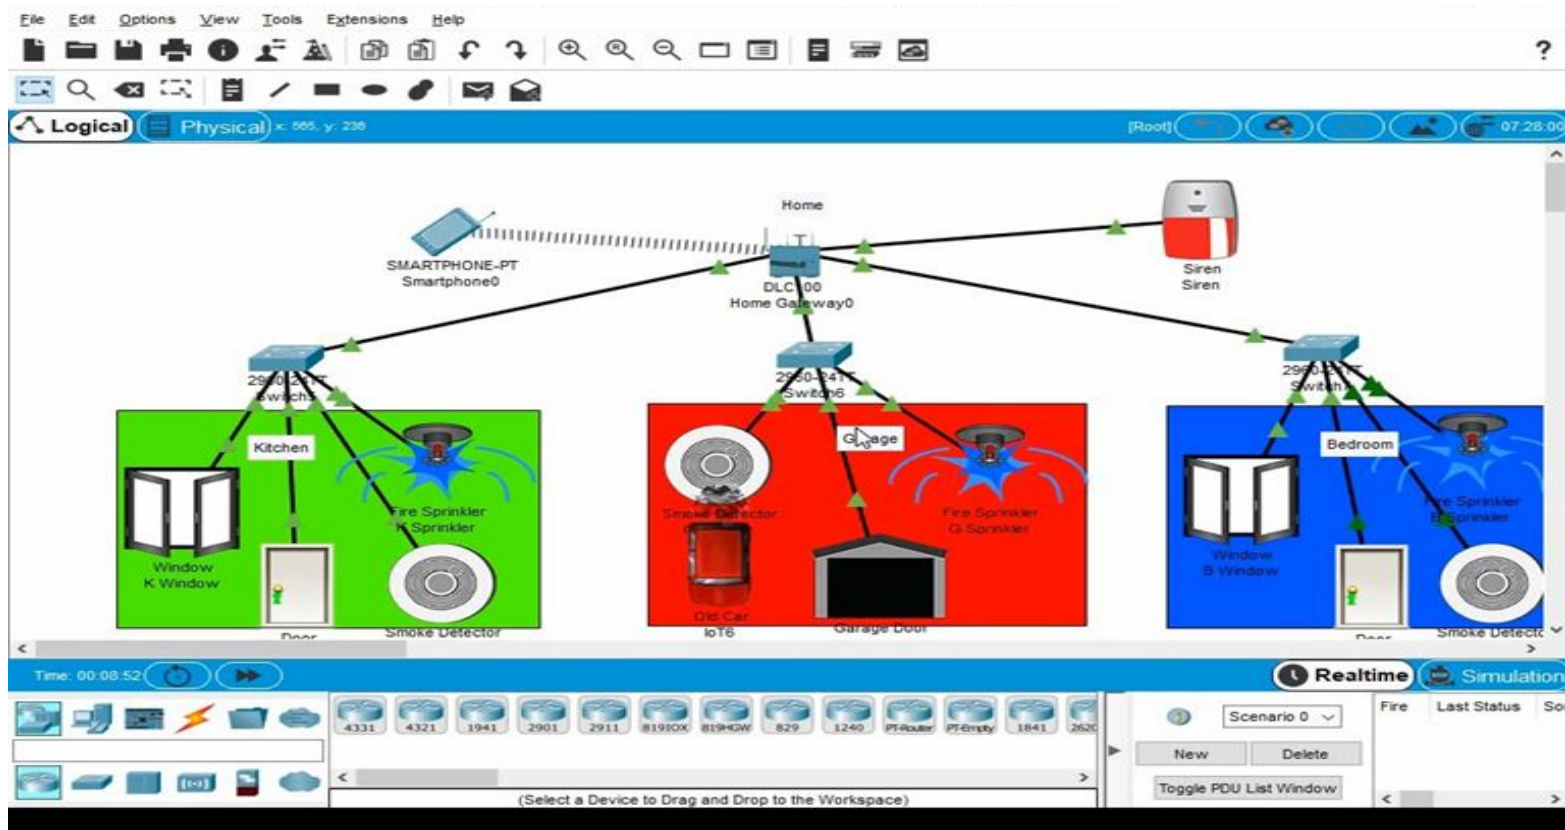 File Edit Options View Tools Extensions Help
?
Logical Physical x: 565, y: 236 [Root] 07:28:00
Home
SMARTPHONE-PT
Smartphone0
Siren
Siren
Home Gateway0
Switch6
Kitchen
Bedroom
Fire Sprinkler
Sprinkler
Window
K Window
Smoke Detector
Smoke Detector
Fire Sprinkler
G Sprinkler
Old Car
IoT6
Garage Door
Fire Sprinkler
Sprinkler
Window
B Window
Time: 00:08:52 Realtime Simulation
4331 4321 1941 2901 2911 819IOX 819HGW 829 1240 PT-Router PT-Empty 1841
Scenario 0
New Delete
Toggle PDU List Window
Fire Last Status
(Select a Device to Drag and Drop to the Workspace)